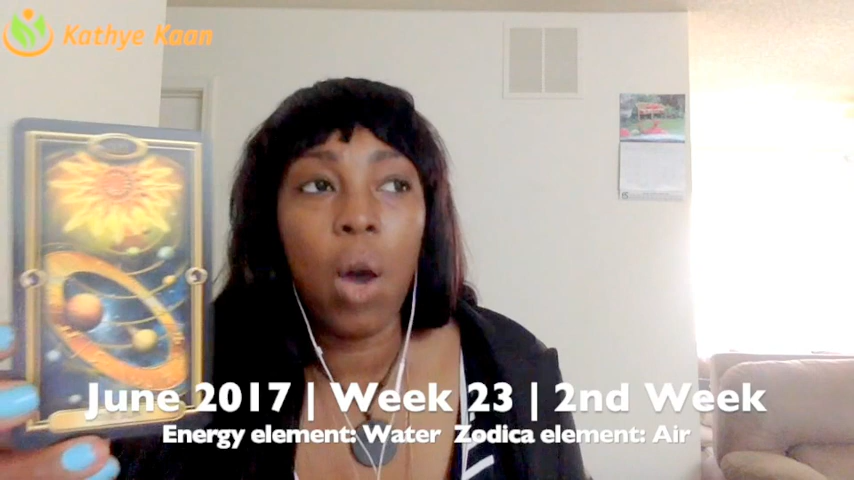 Kathye Kaan
June 2017 | Week 23 | 2nd Week
Energy element: Water Zodica element: Air